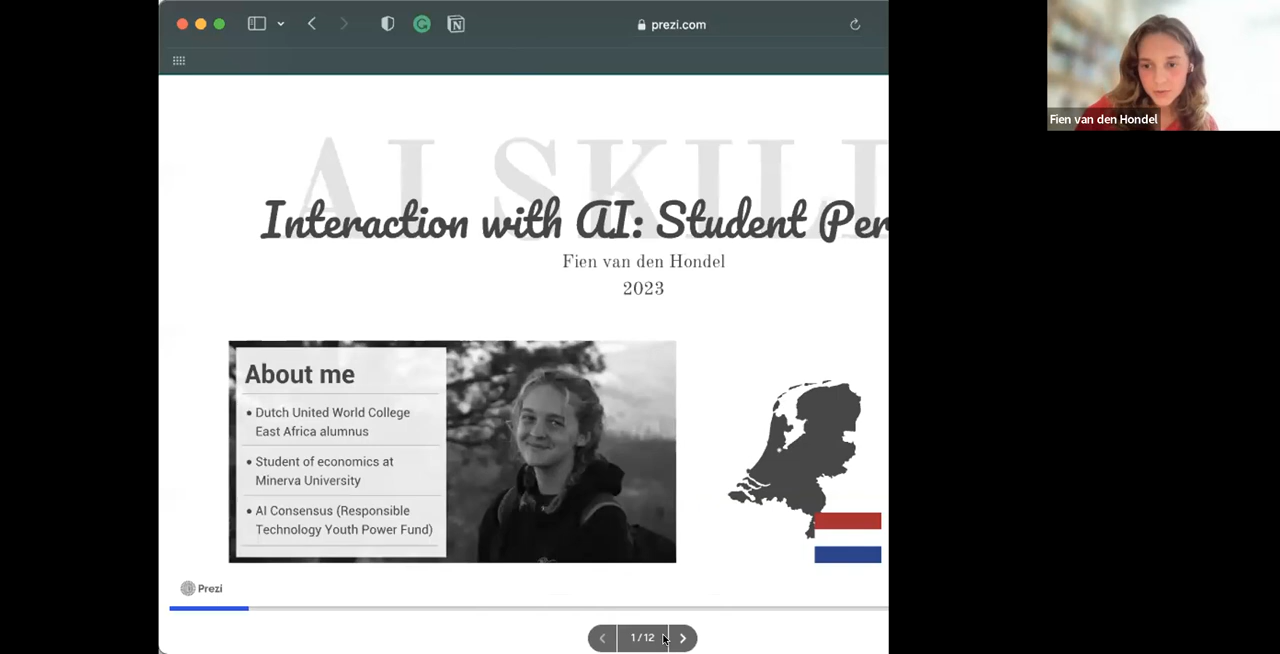 prezi.com
Fien van den Hondel
AI SKILL
Interaction with AI: Student Per
Fien van den Hondel
2023
About me
• Dutch United World College
East Africa alumnus
• Student of economics at
Minerva University
• AI Consensus (Responsible
Technology Youth Power Fund)
Prezi
1/12